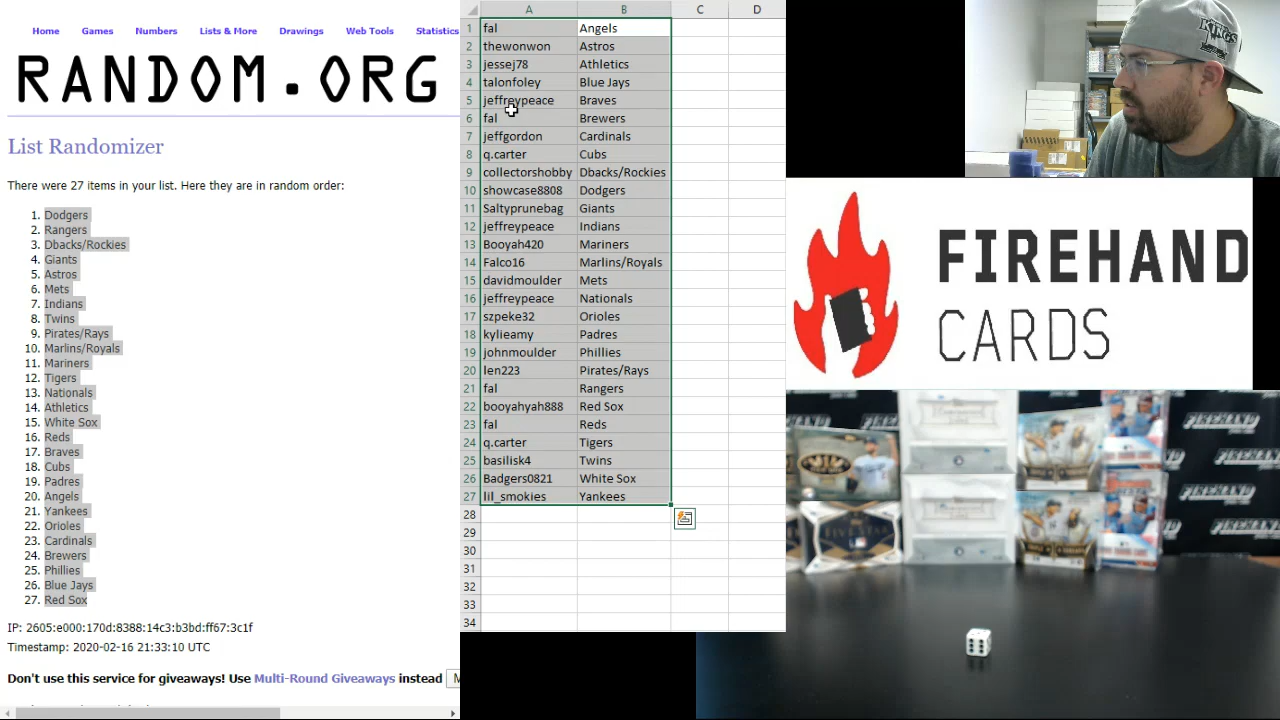 Home Games Numbers Lists & More Drawings Web Tools Statistics
RANDOM.ORG
List Randomizer
There were 27 items in your list. Here they are in random order:
1. Dodgers
2. Rangers
3. Dbacks/Rockies
4. Giants
5. Astros
6. Mets
7. Indians
8. Twins
9. Pirates/Rays
10. Marlins/Royals
11. Mariners
12. Tigers
13. Nationals
14. Athletics
15. White Sox
16. Reds
17. Braves
18. Cubs
19. Padres
20. Angels
21. Yankees
22. Orioles
23. Cardinals
24. Brewers
25. Phillies
26. Blue Jays
27. Red Sox
IP: 2605:e000:170d:8388:14c3:b3bd:ff67:3c1f
Timestamp: 2020-02-16 21:33:10 UTC
Don't use this service for giveaways! Use Multi-Round Giveaways instead
A B C D
1 fal Angels
2 thewonwon Astros
3 jessej78 Athletics
4 talonfoley Blue Jays
5 jeffreypeace Braves
6 fal Brewers
7 jeffgordon Cardinals
8 q.carter Cubs
9 collectorshobby Dbacks/Rockies
10 showcase8808 Dodgers
11 Saltyprunebag Giants
12 jeffreypeace Indians
13 Booyah420 Mariners
14 Falco16 Marlins/Royals
15 davidmoulder Mets
16 jeffreypeace Nationals
17 szpeke32 Orioles
18 kylieamy Padres
19 johnmoulder Phillies
20 len223 Pirates/Rays
21 fal Rangers
22 booyahyah888 Red Sox
23 fal Reds
24 q.carter Tigers
25 basilisk4 Twins
26 Badgers0821 White Sox
27 lil_smokies Yankees
28
29
30
31
32
33
34
KINGS
FIREHAND
CARDS
FIREHAND
FIREHAND
FIVE STAR
FIREHAND